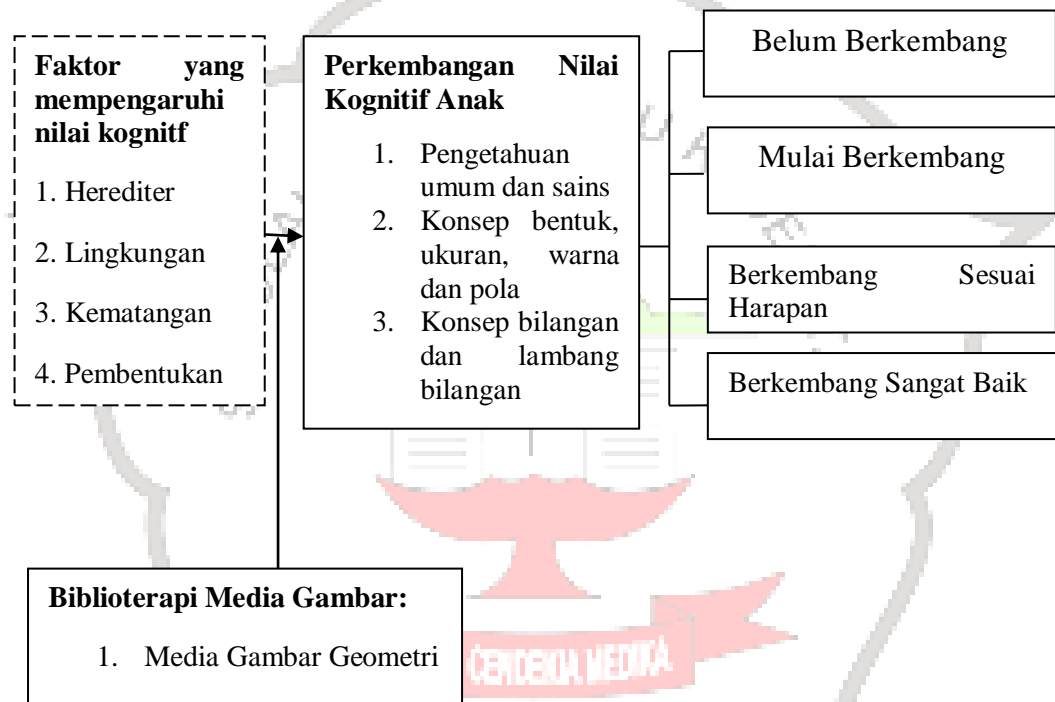 Faktor yang
mempengaruhi
nilai kognitf
1. Herediter
2. Lingkungan
3. Kematangan
4. Pembentukan
Perkembangan Nilai
Kognitif Anak
1. Pengetahuan
umum dan sains
2. Konsep bentuk,
ukuran, warna
dan pola
3. Konsep bilangan
dan lambang
bilangan
Belum Berkembang
Mulai Berkembang
Berkembang Sesuai
Harapan
Berkembang Sangat Baik
Biblioterapi Media Gambar:
1. Media Gambar Geometri
CENDEKIA MEDIKA